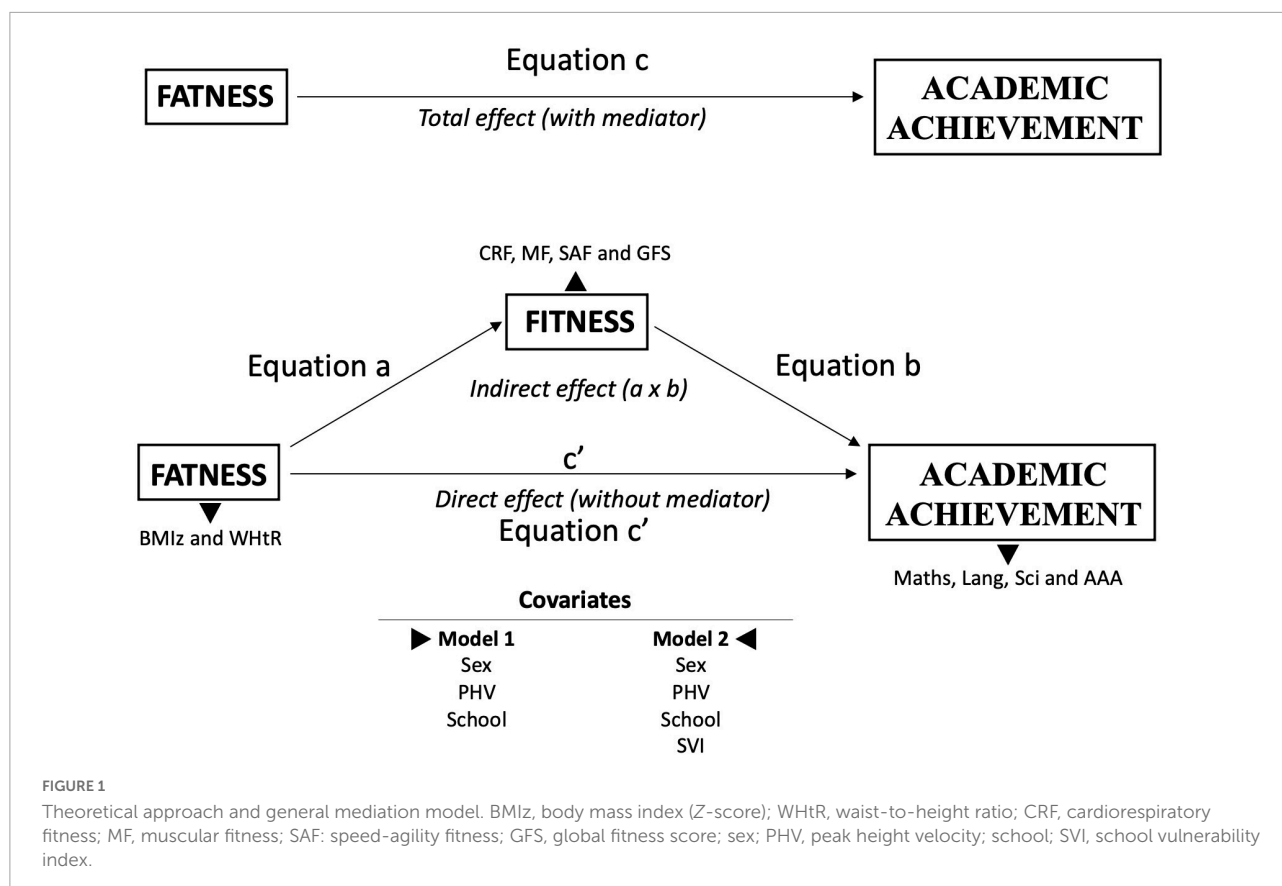 Equation c
FATNESS
ACADEMIC
ACHIEVEMENT
Total effect (with mediator)
CRF, MF, SAF and GFS
FITNESS
Equation a
Equation b
Indirect effect (a x b)
c’
FATNESS
ACADEMIC
ACHIEVEMENT
Direct effect (without mediator)
Equation c’
BMIz and WHtR
Maths, Lang, Sci and AAA
Covariates
Model 1
Model 2
Sex
Sex
PHV
PHV
School
School
SVI
FIGURE 1
Theoretical approach and general mediation model. BMIz, body mass index (Z-score); WHtR, waist-to-height ratio; CRF, cardiorespiratory
fitness; MF, muscular fitness; SAF: speed-agility fitness; GFS, global fitness score; sex; PHV, peak height velocity; school; SVI, school vulnerability
index.